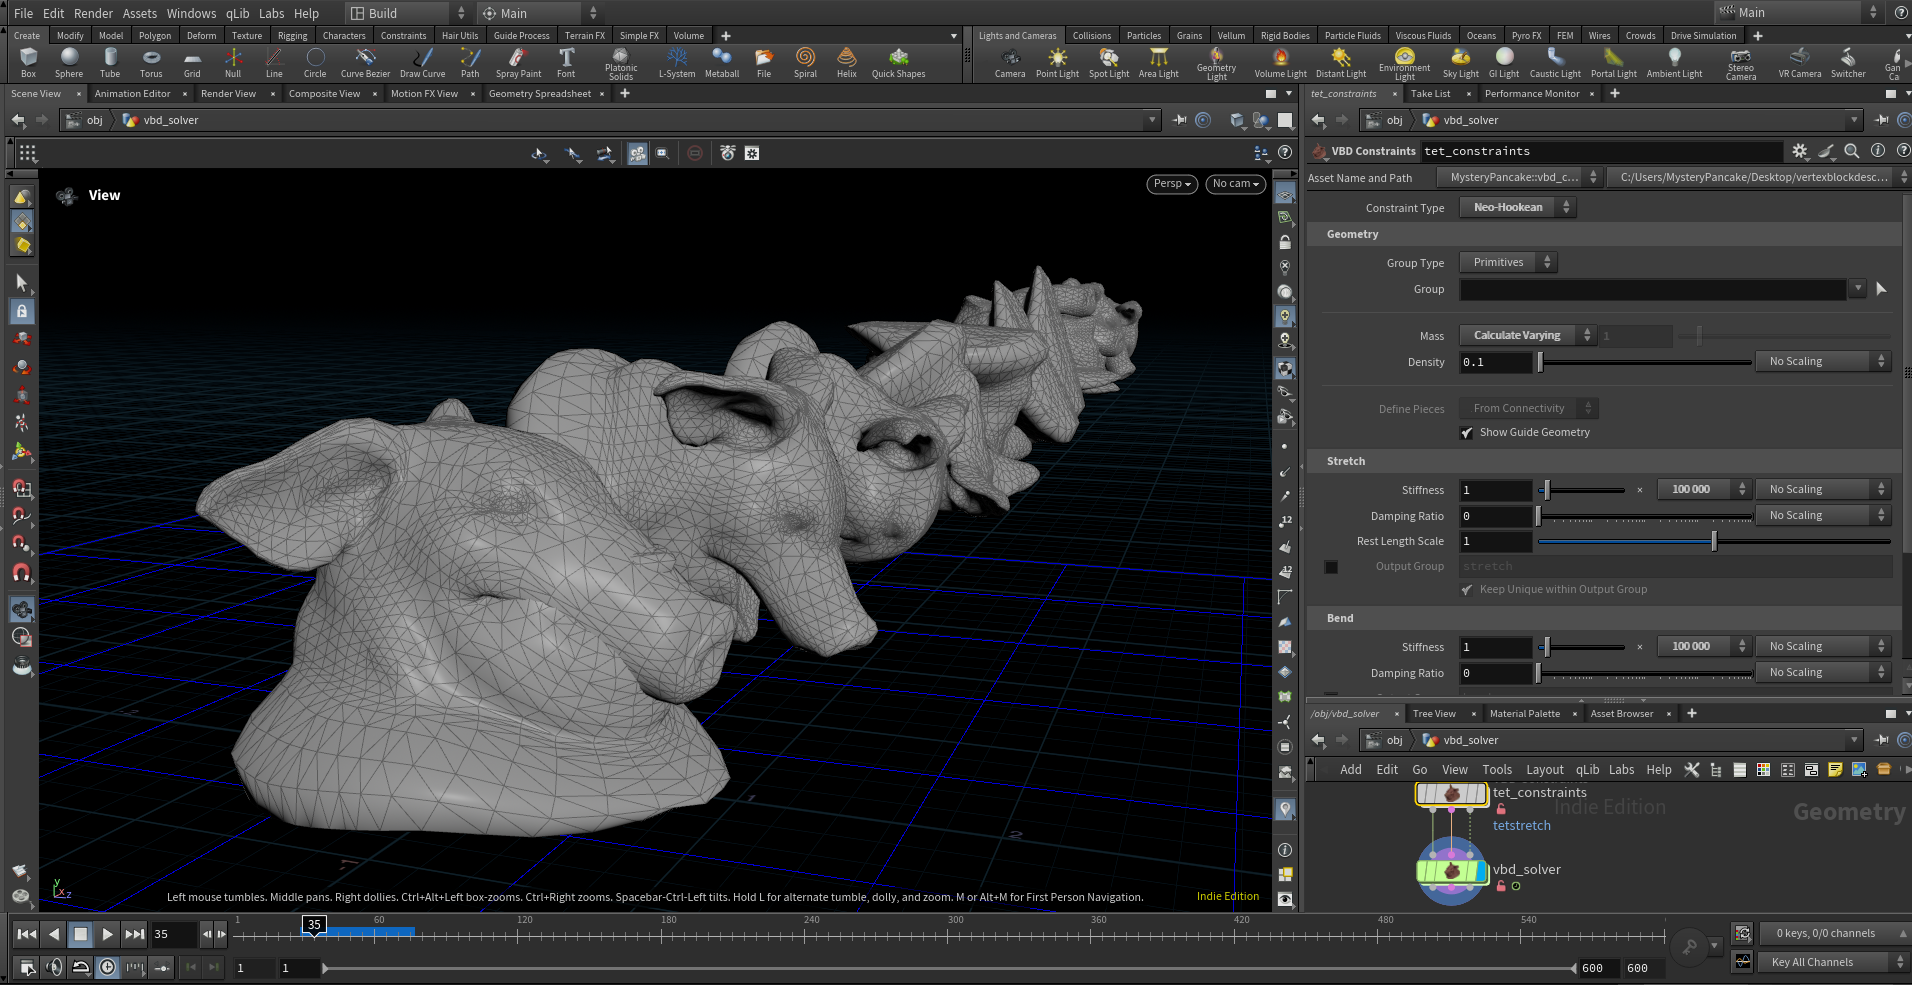 File Edit Render Assets Windows qLib Labs Help Build Main Main
Create Modify Model Polygon Deform Texture Rigging Characters Constraints Hair Utils Guide Process Terrain FX Simple FX Volume
Lights and Cameras Collisions Particles Grains Vellum Rigid Bodies Particle Fluids Viscous Fluids Oceans Pyro FX FEM Wires Crowds Drive Simulation
Box Sphere Tube Torus Grid Null Line Circle Curve Bezier Draw Curve Path Spray Paint Font Platonic Solids L-System Metaball File Spiral Helix Quick Shapes
Camera Point Light Spot Light Area Light Geometry Light Volume Light Distant Light Environment Light Sky Light GI Light Caustic Light Portal Light Ambient Light Stereo Camera VR Camera Switcher Gan Ca
Scene View Animation Editor Render View Composite View Motion FX View Geometry Spreadsheet
obj vbd_solver
View
Persp No cam
Left mouse tumbles. Middle pans. Right dollies. Ctrl+Alt+Left box-zooms. Ctrl+Right zooms. Spacebar-Ctrl-Left tilts. Hold L for alternate tumble, dolly, and zoom. M or Alt+M for First Person Navigation.
Indie Edition
y x z
1
2
12
12
tet_constraints Take List Performance Monitor
obj vbd_solver
VBD Constraints tet_constraints
Asset Name and Path MysteryPancake::vbd_c... C:/Users/MysteryPancake/Desktop/vertexblockdesc...
Constraint Type Neo-Hookean
Geometry
Group Type Primitives
Group
Mass Calculate Varying 1
Density 0.1 No Scaling
Define Pieces From Connectivity
Show Guide Geometry
Stretch
Stiffness 1 × 100 000 No Scaling
Damping Ratio 0 No Scaling
Rest Length Scale 1
Output Group stretch
Keep Unique within Output Group
Bend
Stiffness 1 × 100 000 No Scaling
Damping Ratio 0 No Scaling
/obj/vbd_solver Tree View Material Palette Asset Browser
obj vbd_solver
Add Edit Go View Tools Layout qLib Labs Help
tet_constraints
Indie Edition
Geometry
tetstretch
vbd_solver
35
1 35 60 120 180 240 300 360 420 480 540
0 keys, 0/0 channels
1 1 600 600
Key All Channels